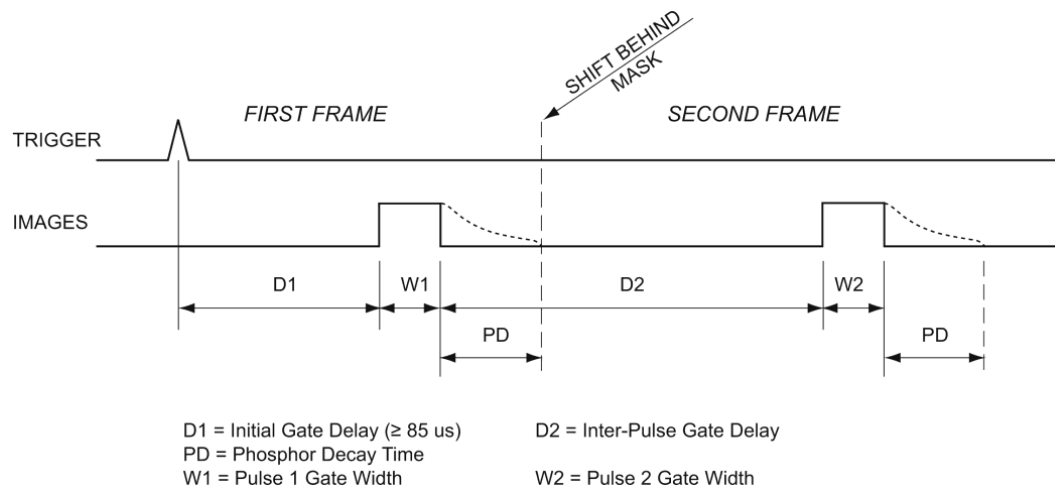 SHIFT BEHIND
MASK
FIRST FRAME
SECOND FRAME
TRIGGER
IMAGES
D1
W1
D2
W2
PD
PD
D1 = Initial Gate Delay (≥ 85 us)
D2 = Inter-Pulse Gate Delay
PD = Phosphor Decay Time
W1 = Pulse 1 Gate Width
W2 = Pulse 2 Gate Width